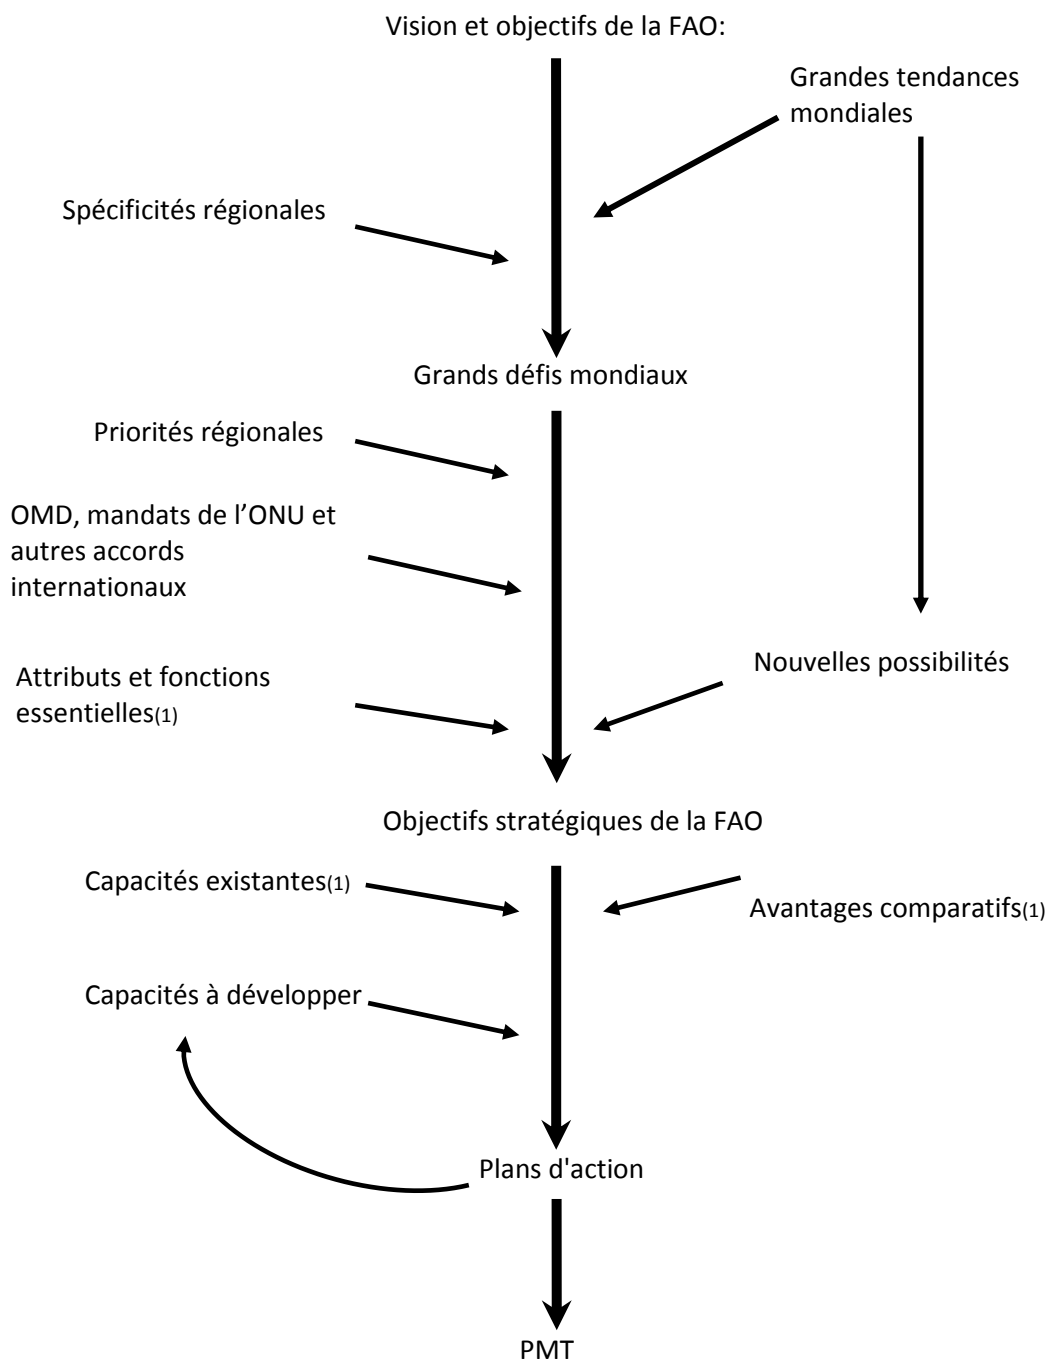 Vision et objectifs de la FAO:
Grandes tendances
mondiales
Spécificités régionales
Grands défis mondiaux
Priorités régionales
OMD, mandats de l’ONU et
autres accords
internationaux
Nouvelles possibilités
Attributs et fonctions
essentielles(1)
Objectifs stratégiques de la FAO
Capacités existantes(1)
Avantages comparatifs(1)
Capacités à développer
Plans d'action
PMT